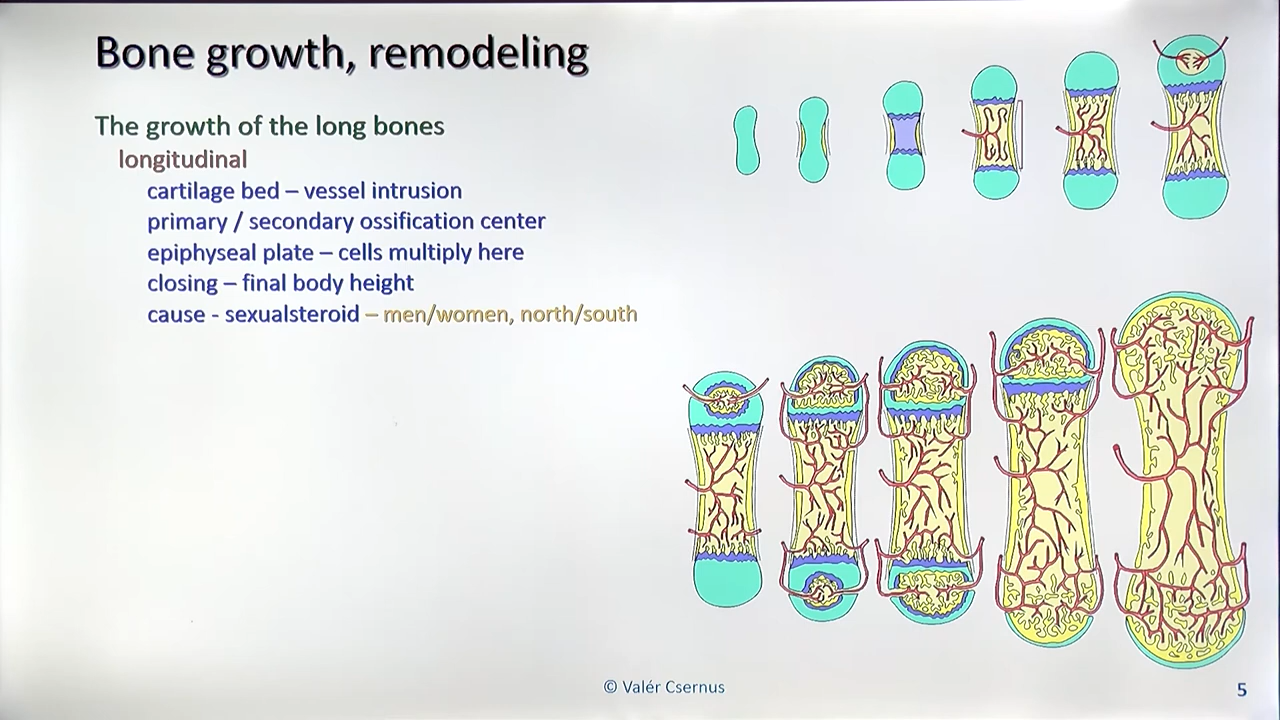 Bone growth, remodeling
The growth of the long bones
longitudinal
cartilage bed – vessel intrusion
primary / secondary ossification center
epiphyseal plate – cells multiply here
closing – final body height
cause - sexualsteroid – men/women, north/south
© Valér Csernus
5